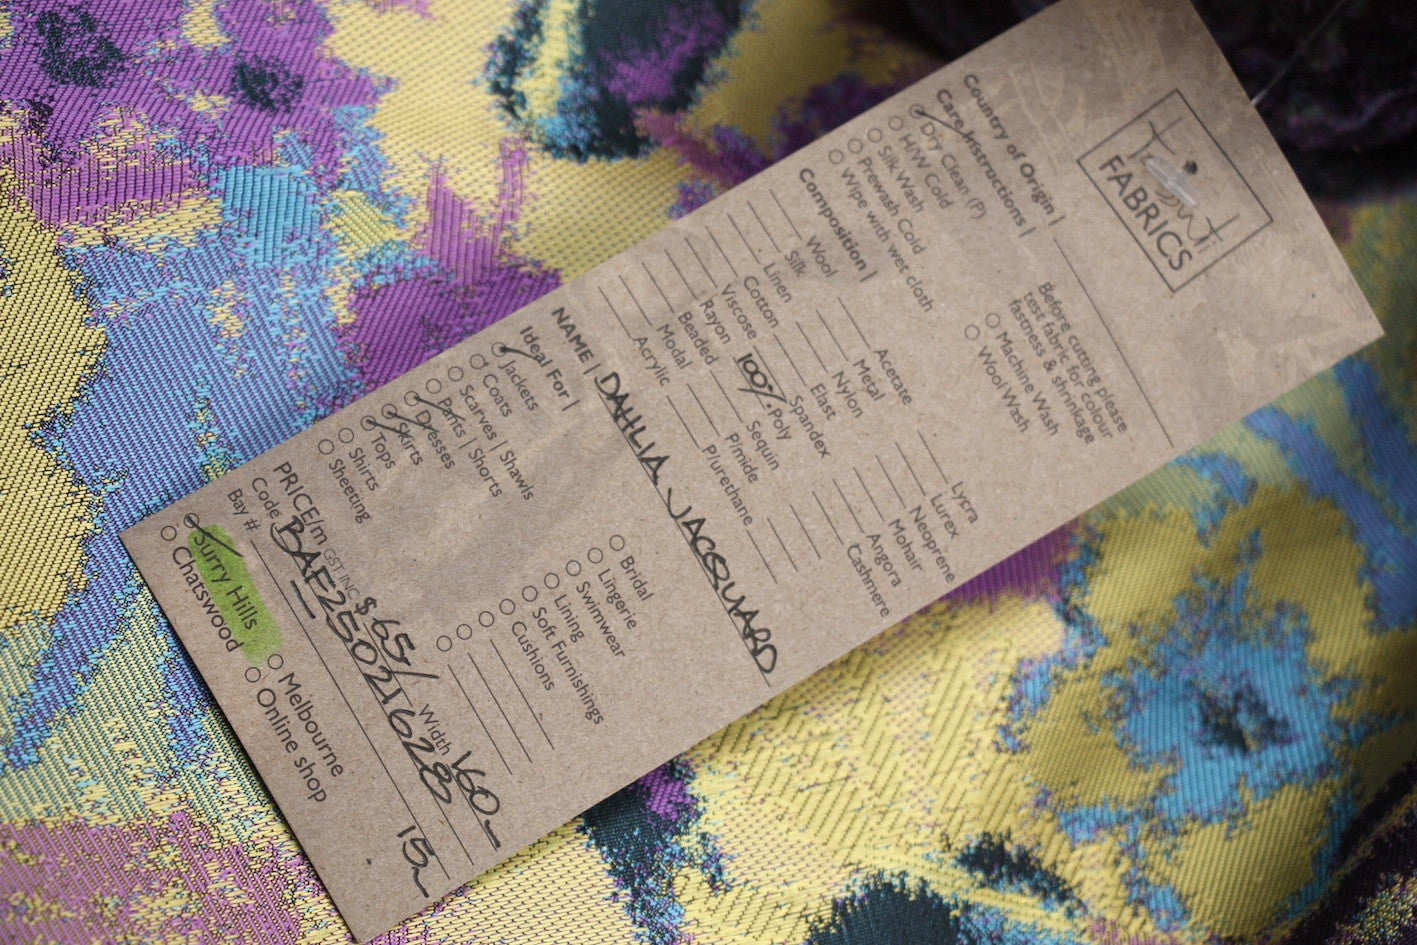 FABRICS
Country of Origin |
Care Instructions |
Dry Clean (P)
H/W Cold
Silk Wash
Prewash Cold
Wipe with wet cloth
Before cutting please
test fabric for colour
fastness & shrinkage
Machine Wash
Wool Wash
Composition |
Wool
Silk
Linen
Cotton
Viscose
Rayon
Beaded
Modal
Acrylic
Acetate
Metal
Nylon
Elast
Spandex
100% Poly
Sequin
P/mide
P/urethane
Lycra
Lurex
Neoprene
Mohair
Angora
Cashmere
NAME | DAHLIA JACQUARD
Ideal For |
Jackets
Coats
Scarves | Shawls
Pants | Shorts
Dresses
Skirts
Tops
Shirts
Sheeting
Bridal
Lingerie
Swimwear
Lining
Soft Furnishings
Cushions
PRICE/m GST INC $65/ Width 160
Code BAF2502162828
Bay # 15
Surry Hills
Chatswood
Melbourne
Online shop